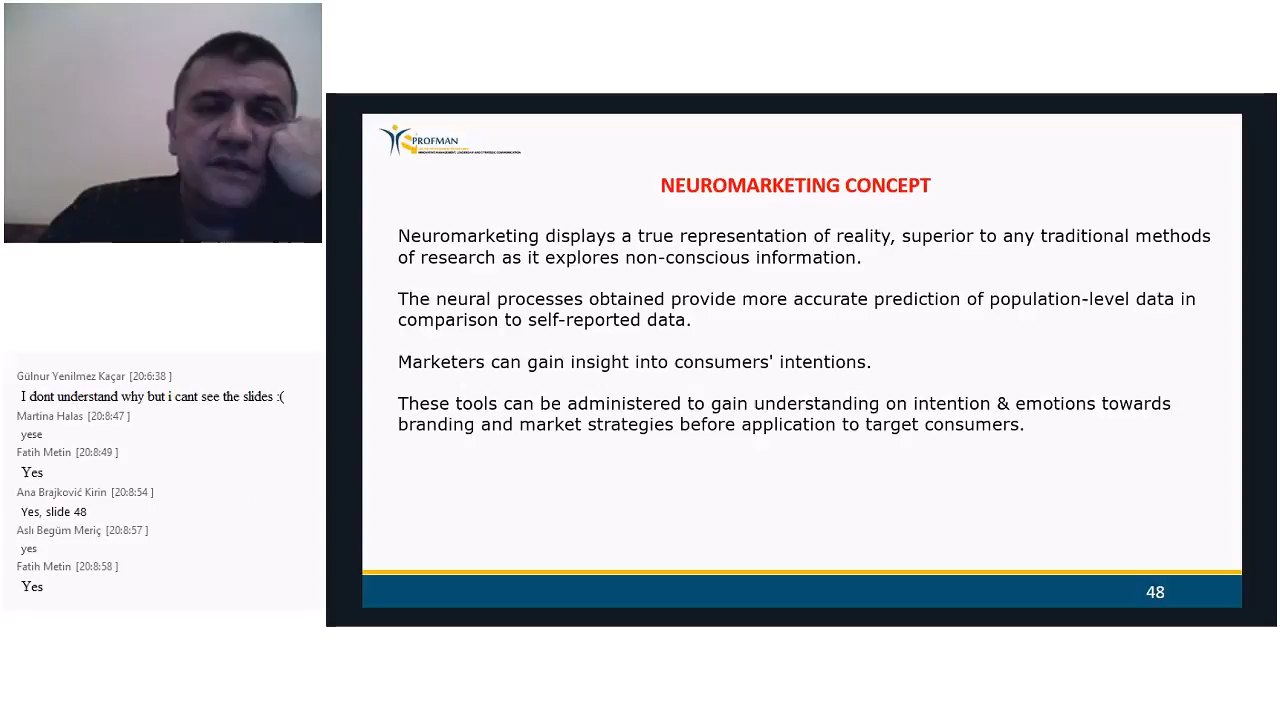 PROFMAN
INNOVATIVE MANAGEMENT, LEADERSHIP AND STRATEGIC COMMUNICATION
NEUROMARKETING CONCEPT
Neuromarketing displays a true representation of reality, superior to any traditional methods
of research as it explores non-conscious information.
The neural processes obtained provide more accurate prediction of population-level data in
comparison to self-reported data.
Marketers can gain insight into consumers' intentions.
These tools can be administered to gain understanding on intention & emotions towards
branding and market strategies before application to target consumers.
48
Gülnur Yenilmez Kaçar [20:6:38 ]
I dont understand why but i cant see the slides :(
Martina Halas [20:8:47 ]
yese
Fatih Metin [20:8:49 ]
Yes
Ana Brajković Kirin [20:8:54 ]
Yes, slide 48
Aslı Begüm Meriç [20:8:57 ]
yes
Fatih Metin [20:8:58 ]
Yes